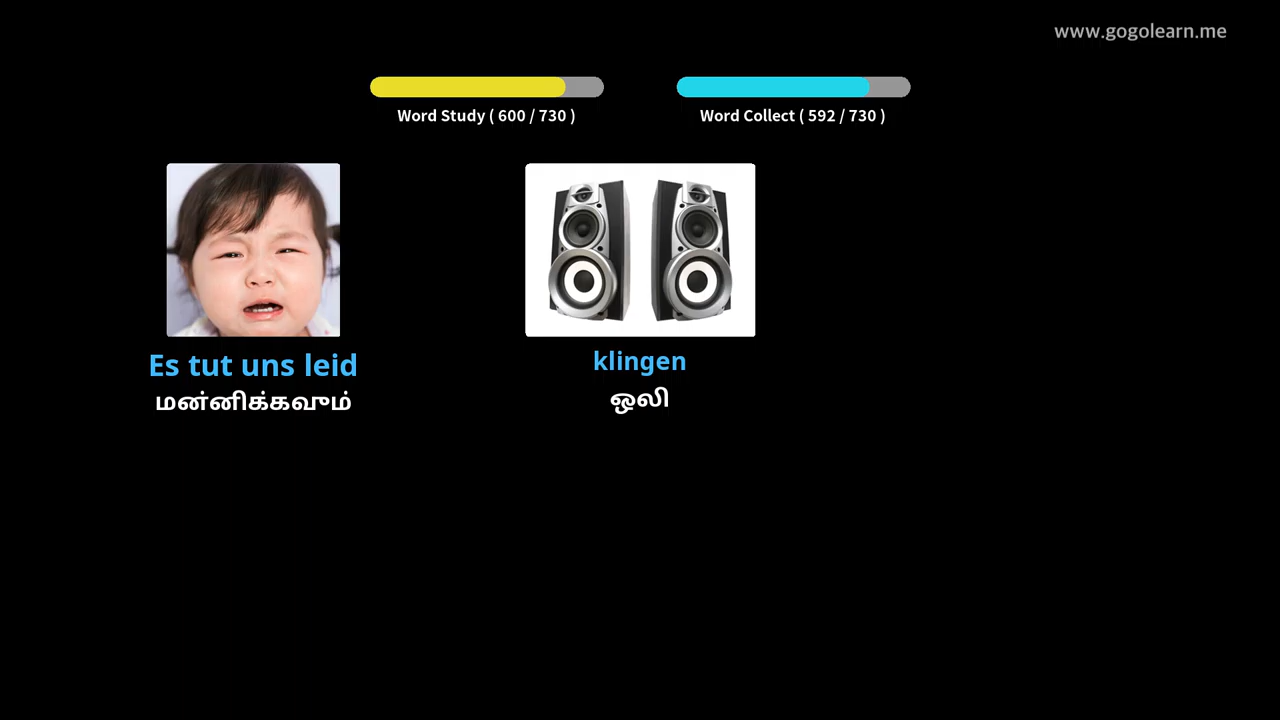 www.gogolearn.me
Word Study ( 600 / 730 )
Word Collect ( 592 / 730 )
Es tut uns leid
மன்னிக்கவும்
klingen
ஒலி